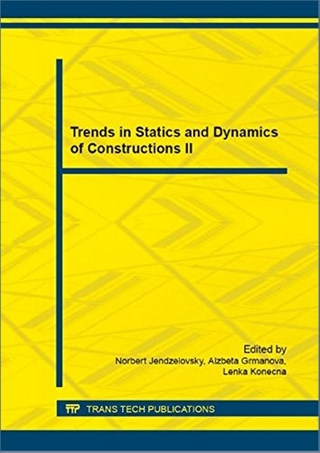 Trends in Statics and Dynamics
of Constructions II
Edited by
Norbert Jendzelovsky, Alzbeta Grmanova,
Lenka Konecna
TTP TRANS TECH PUBLICATIONS